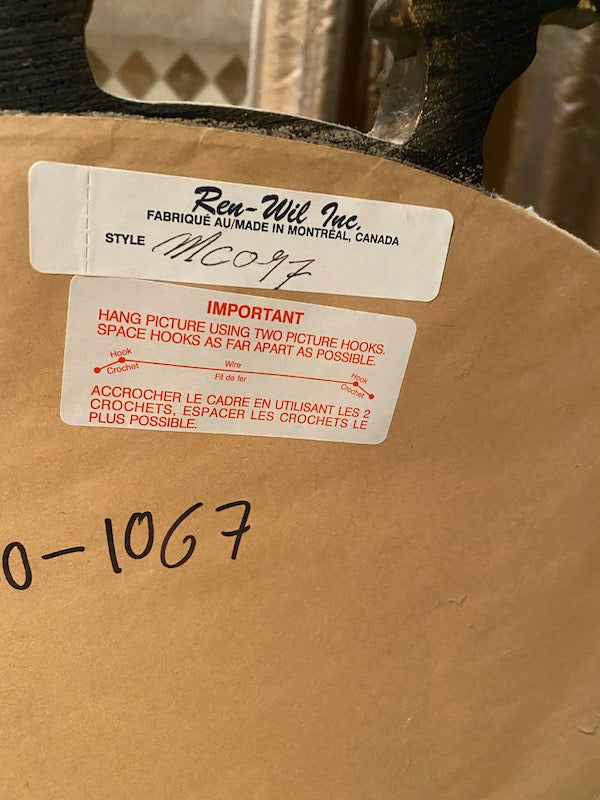 Ren-Wil Inc.
FABRIQUÉ AU/MADE IN MONTRÉAL, CANADA
STYLE MC097
IMPORTANT
HANG PICTURE USING TWO PICTURE HOOKS.
SPACE HOOKS AS FAR APART AS POSSIBLE.
Hook
Crochet
Wire
Fil de fer
Hook
Crochet
ACCROCHER LE CADRE EN UTILISANT LES 2
CROCHETS, ESPACER LES CROCHETS LE
PLUS POSSIBLE.
0-1067